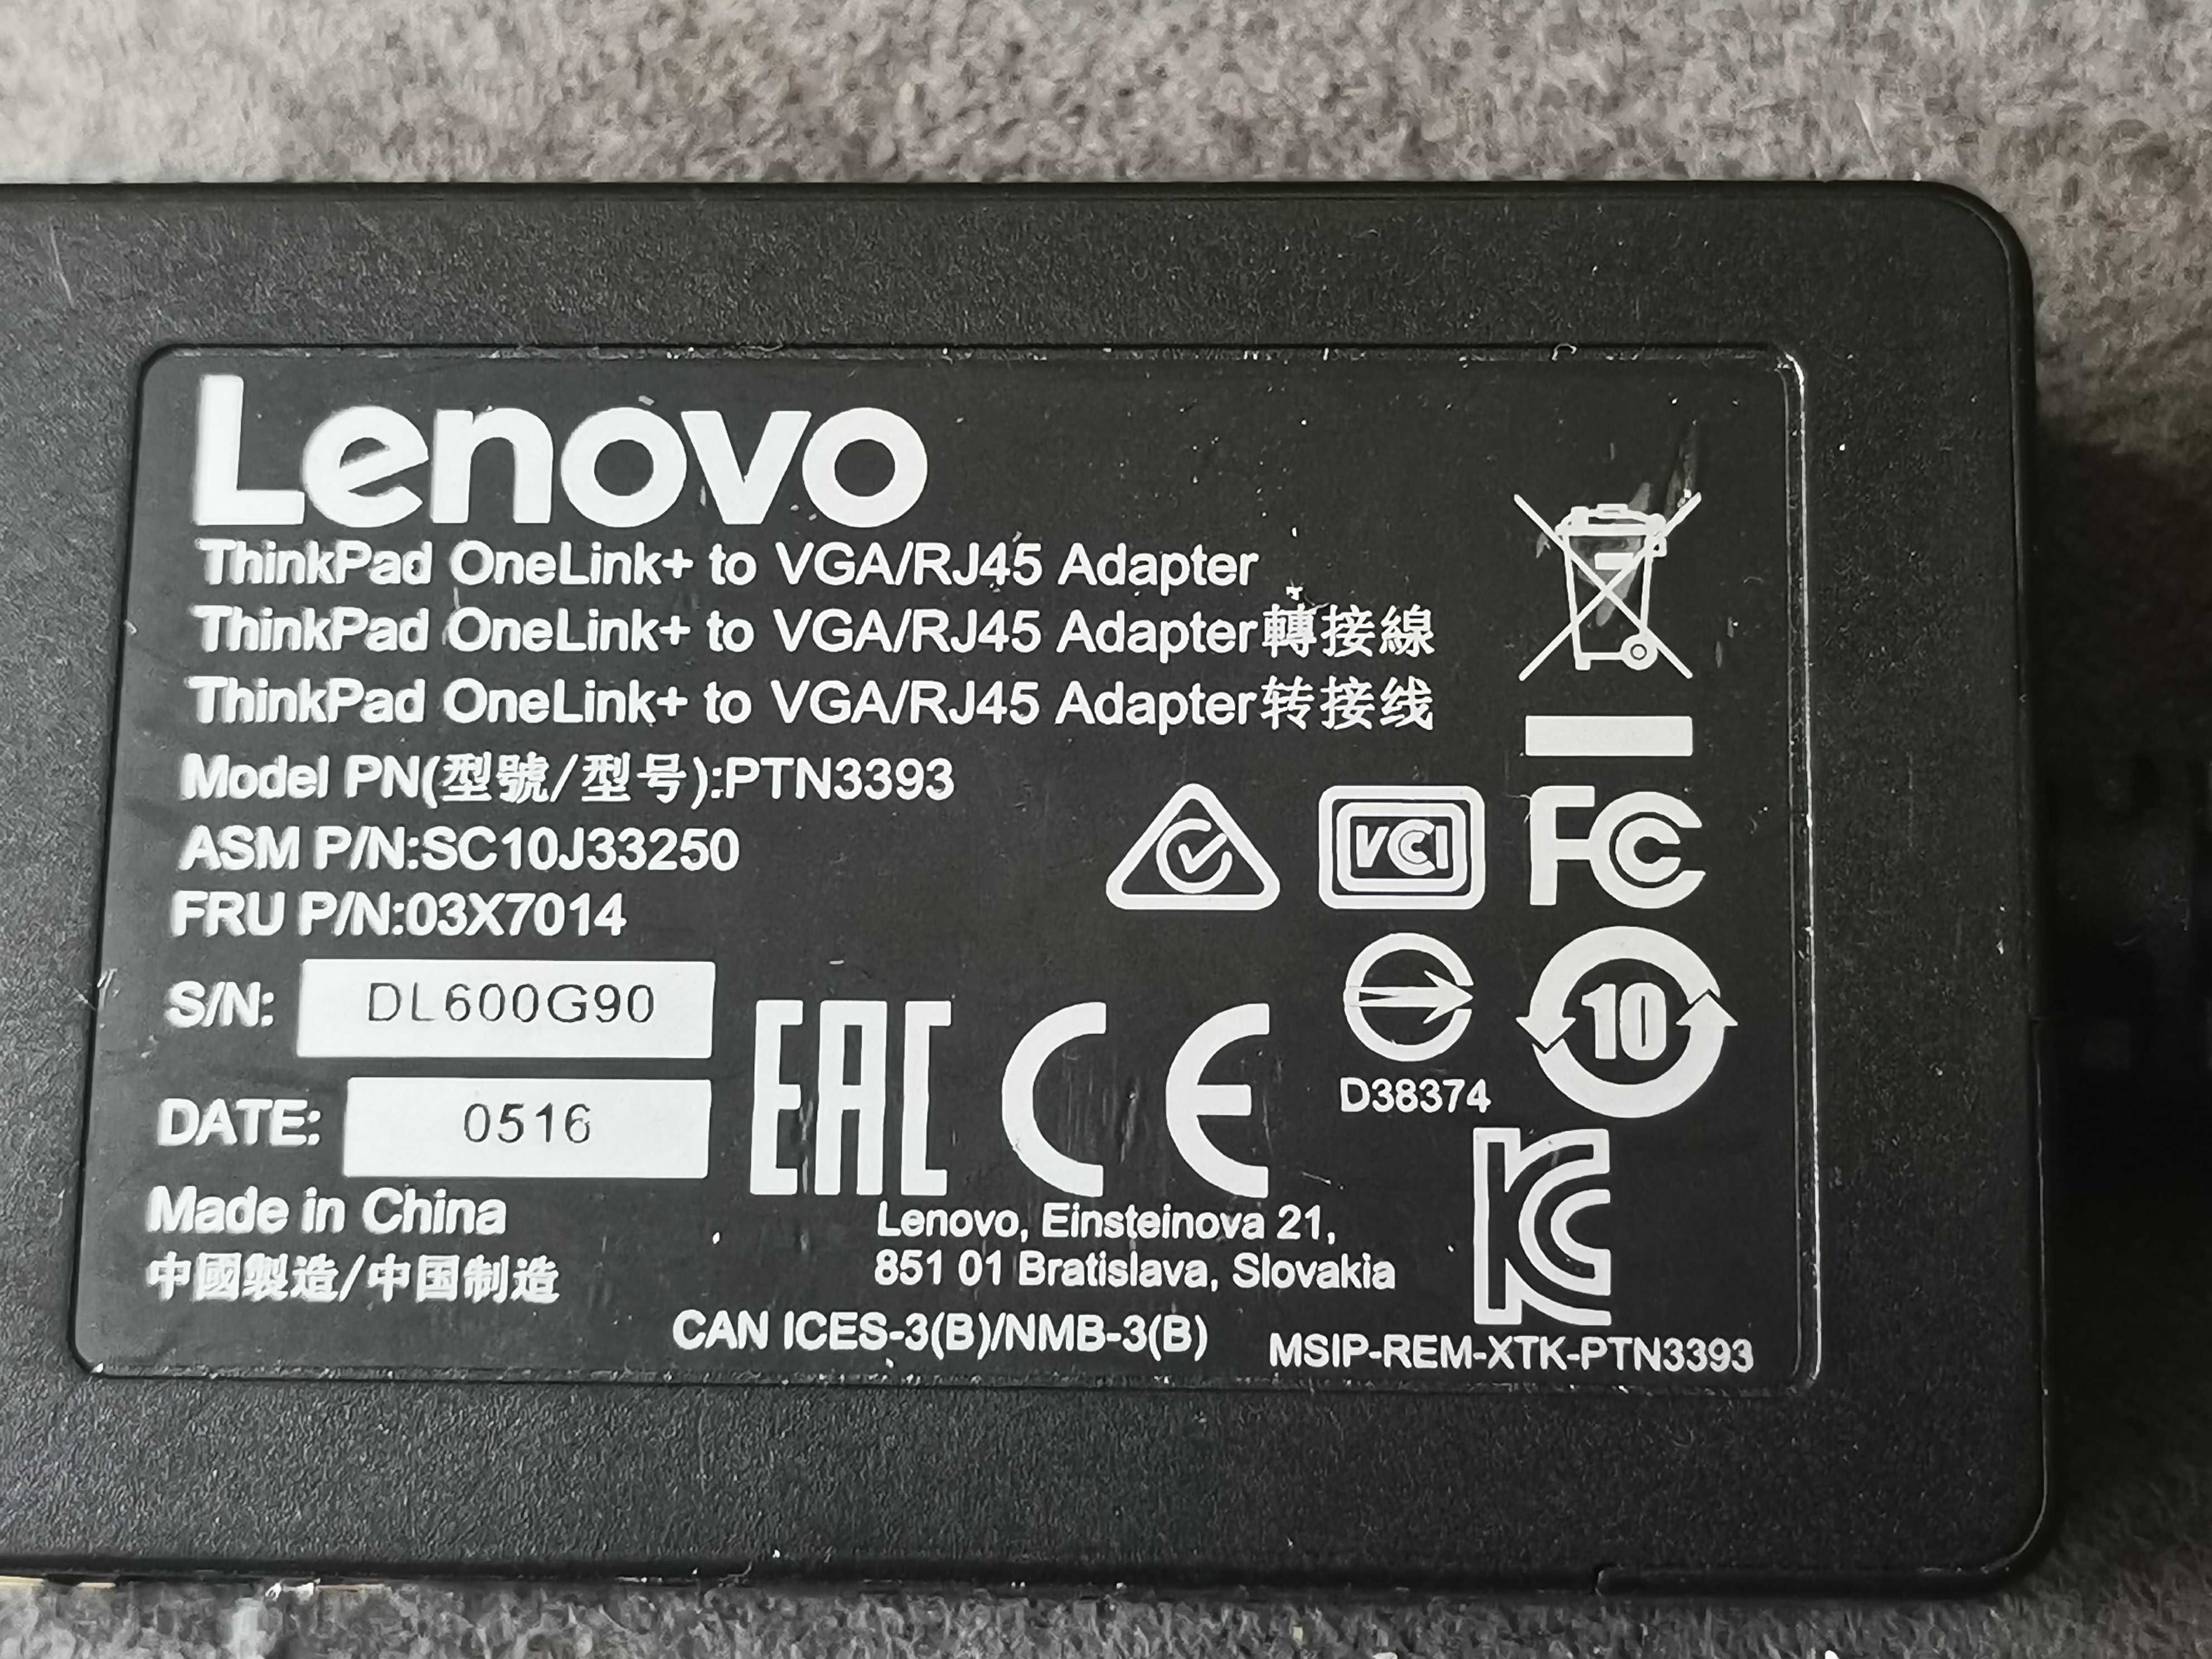 Lenovo
ThinkPad OneLink+ to VGA/RJ45 Adapter
ThinkPad OneLink+ to VGA/RJ45 Adapter轉接線
ThinkPad OneLink+ to VGA/RJ45 Adapter转接线
Model PN(型號/型号):PTN3393
ASM P/N:SC10J33250
FRU P/N:03X7014
VCI
FC
S/N: DL600G90
10
D38374
DATE: 0516
EAC CE
KC
Made in China
中國製造/中国制造
Lenovo, Einsteinova 21,
851 01 Bratislava, Slovakia
CAN ICES-3(B)/NMB-3(B)
MSIP-REM-XTK-PTN3393